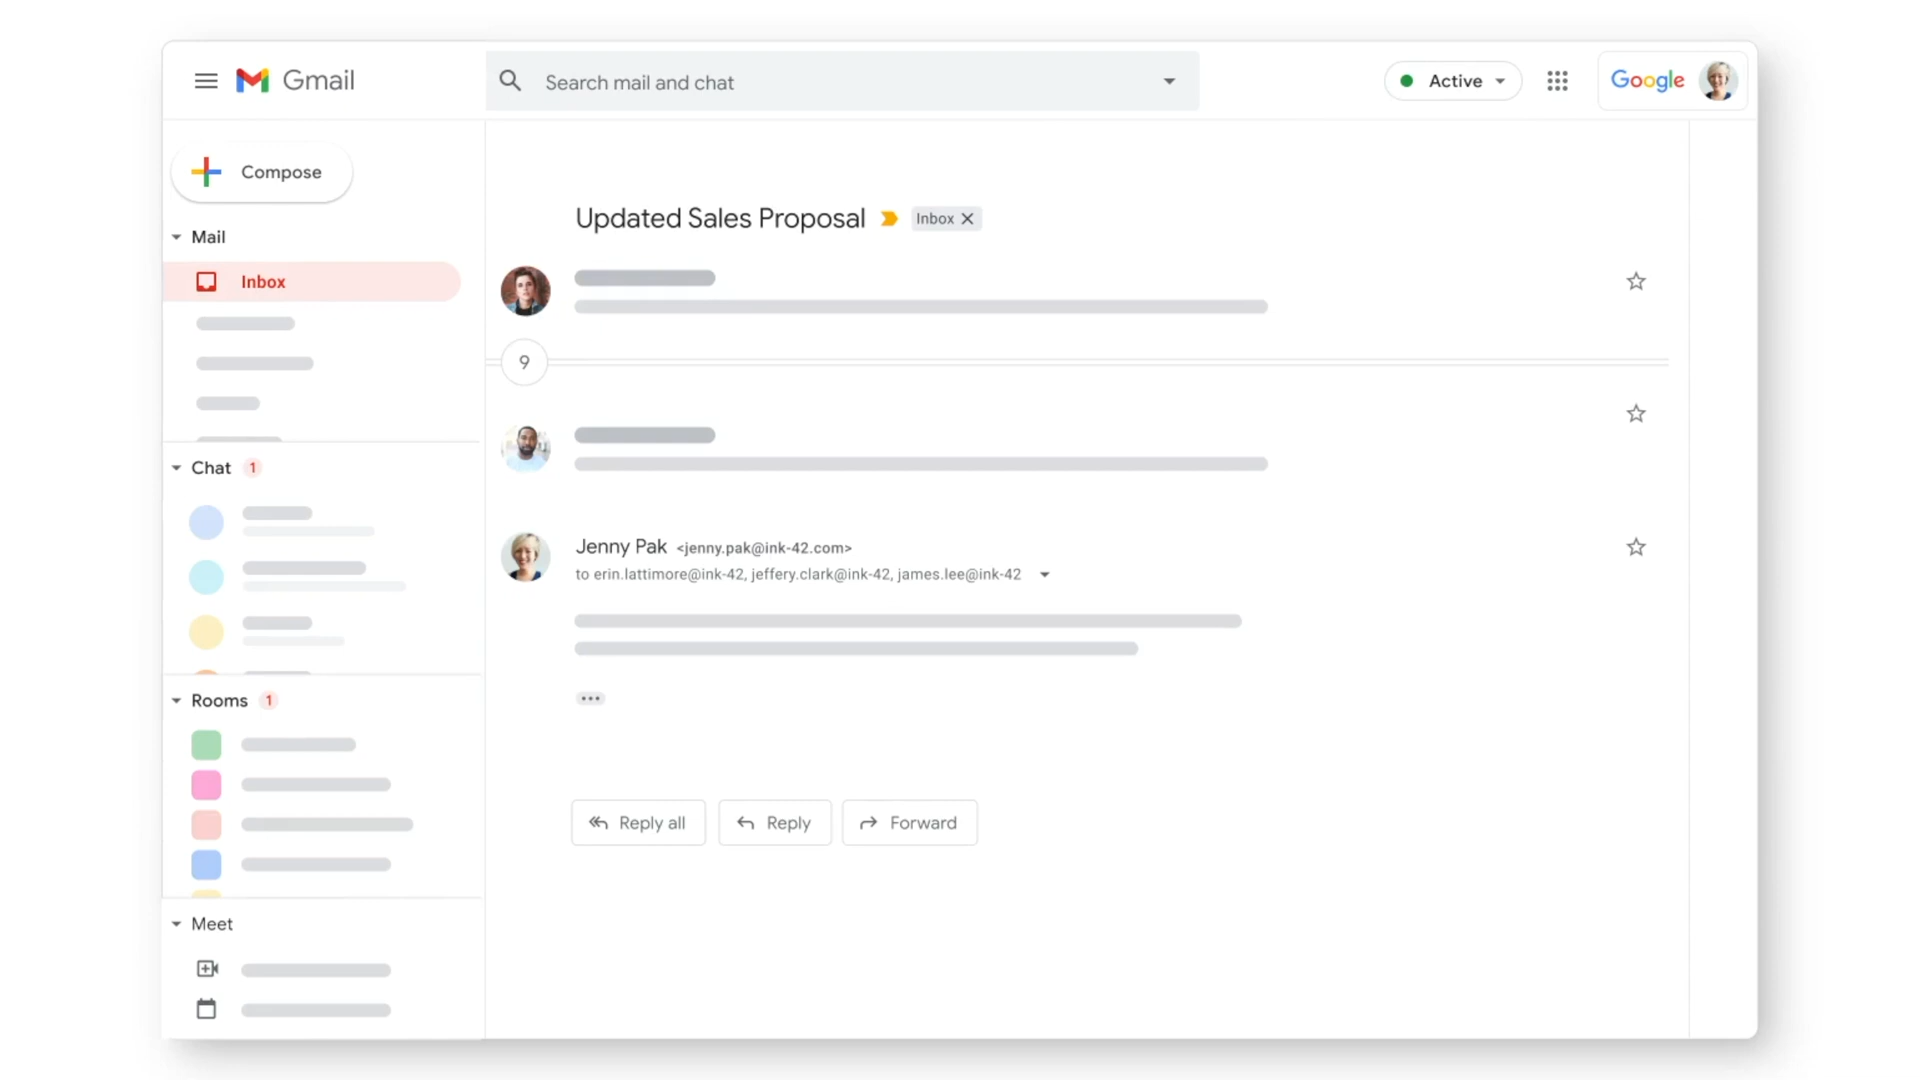 Gmail
Search mail and chat
Active
Google
Compose
Mail
Inbox
Chat 1
Rooms 1
Meet
Updated Sales Proposal Inbox
9
Jenny Pak <jenny.pak@ink-42.com>
to erin.lattimore@ink-42, jeffery.clark@ink-42, james.lee@ink-42
Reply all
Reply
Forward